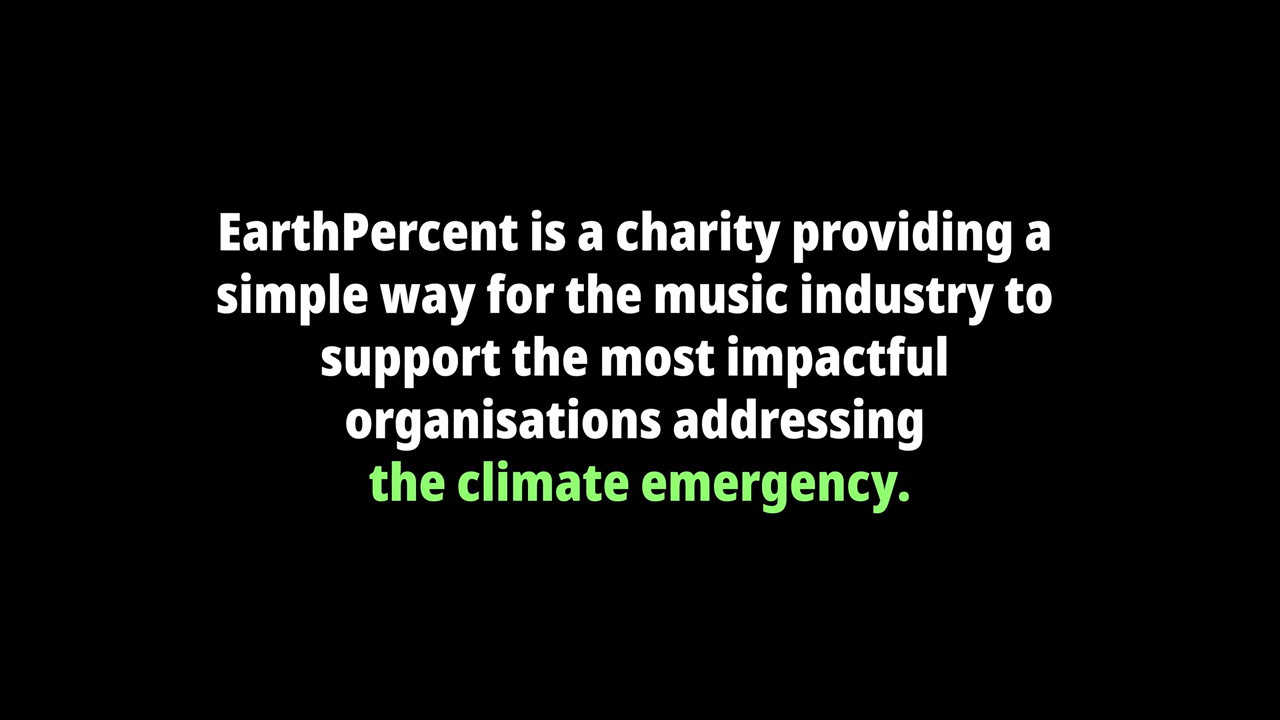 EarthPercent is a charity providing a
simple way for the music industry to
support the most impactful
organisations addressing
the climate emergency.